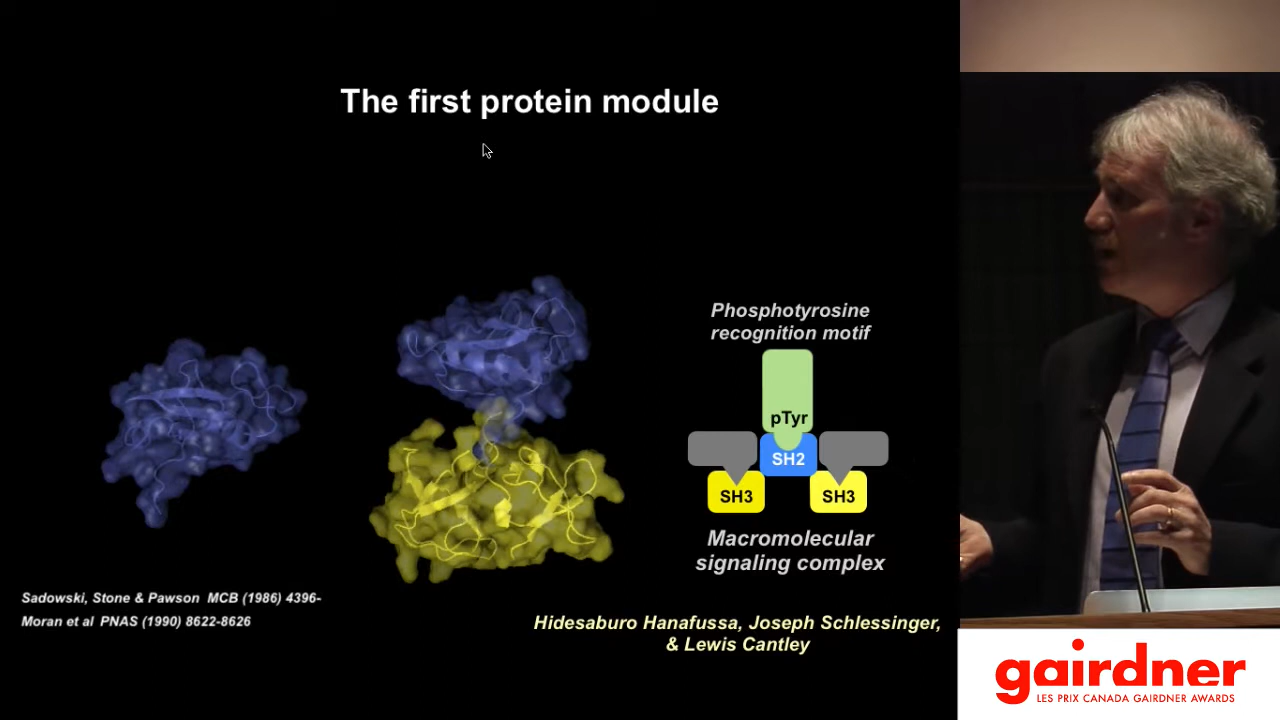 The first protein module
Phosphotyrosine
recognition motif
pTyr
SH2
SH3
SH3
Macromolecular
signaling complex
Sadowski, Stone & Pawson MCB (1986) 4396-
Moran et al PNAS (1990) 8622-8626
Hidesaburo Hanafussa, Joseph Schlessinger,
& Lewis Cantley
gairdner
LES PRIX CANADA GAIRDNER AWARDS